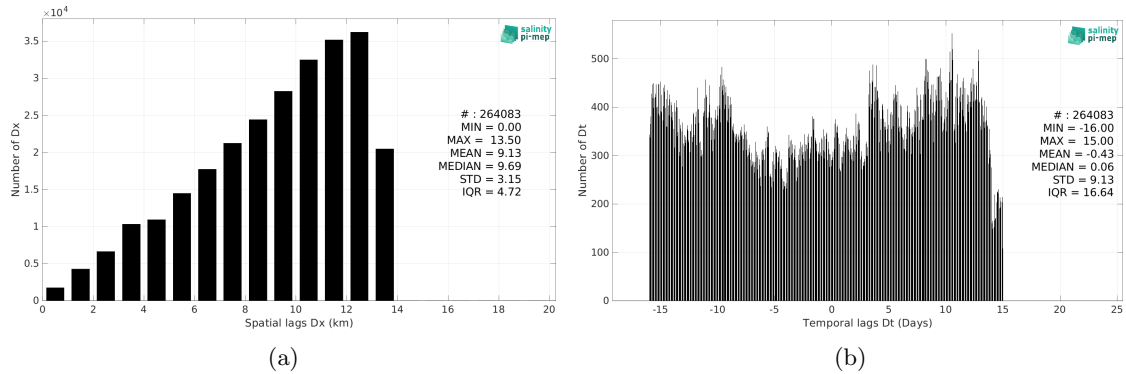 ×10⁴
3.5
3
2.5
2
1.5
1
0.5
0
Number of Dx
0 2 4 6 8 10 12 14 16 18 20
Spatial lags Dx (km)
salinity
pi-mep
# : 264083
MIN = 0.00
MAX = 13.50
MEAN = 9.13
MEDIAN = 9.69
STD = 3.15
IQR = 4.72
(a)
500
400
300
200
100
0
Number of Dt
-15 -10 -5 0 5 10 15 20 25
Temporal lags Dt (Days)
salinity
pi-mep
# : 264083
MIN = -16.00
MAX = 15.00
MEAN = -0.43
MEDIAN = 0.06
STD = 9.13
IQR = 16.64
(b)